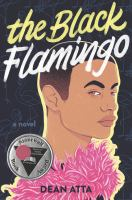 the Black
Flamingo
a novel
DEAN ATTA